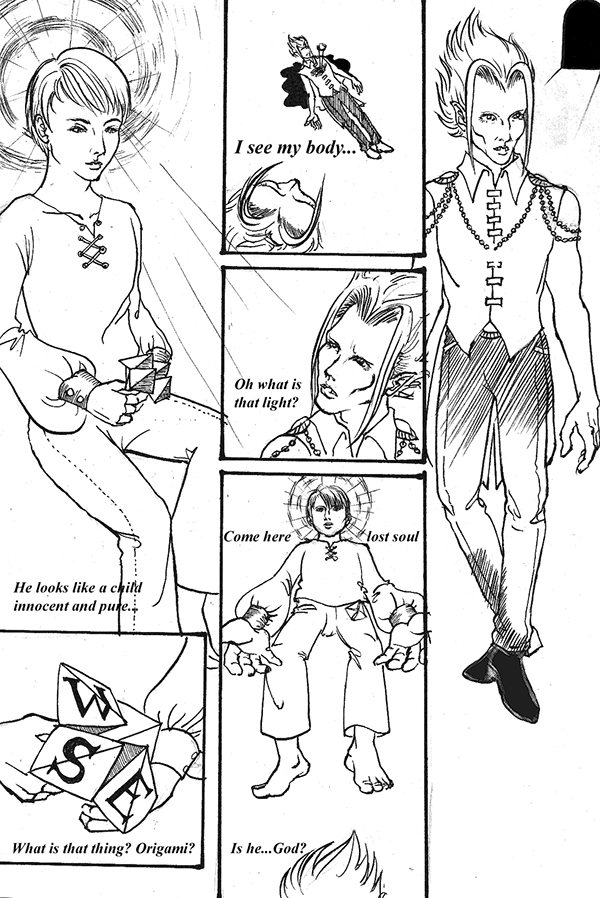 I see my body...
Oh what is
that light?
Come here lost soul
He looks like a child
innocent and pure...
W
S E
What is that thing? Origami?
Is he...God?